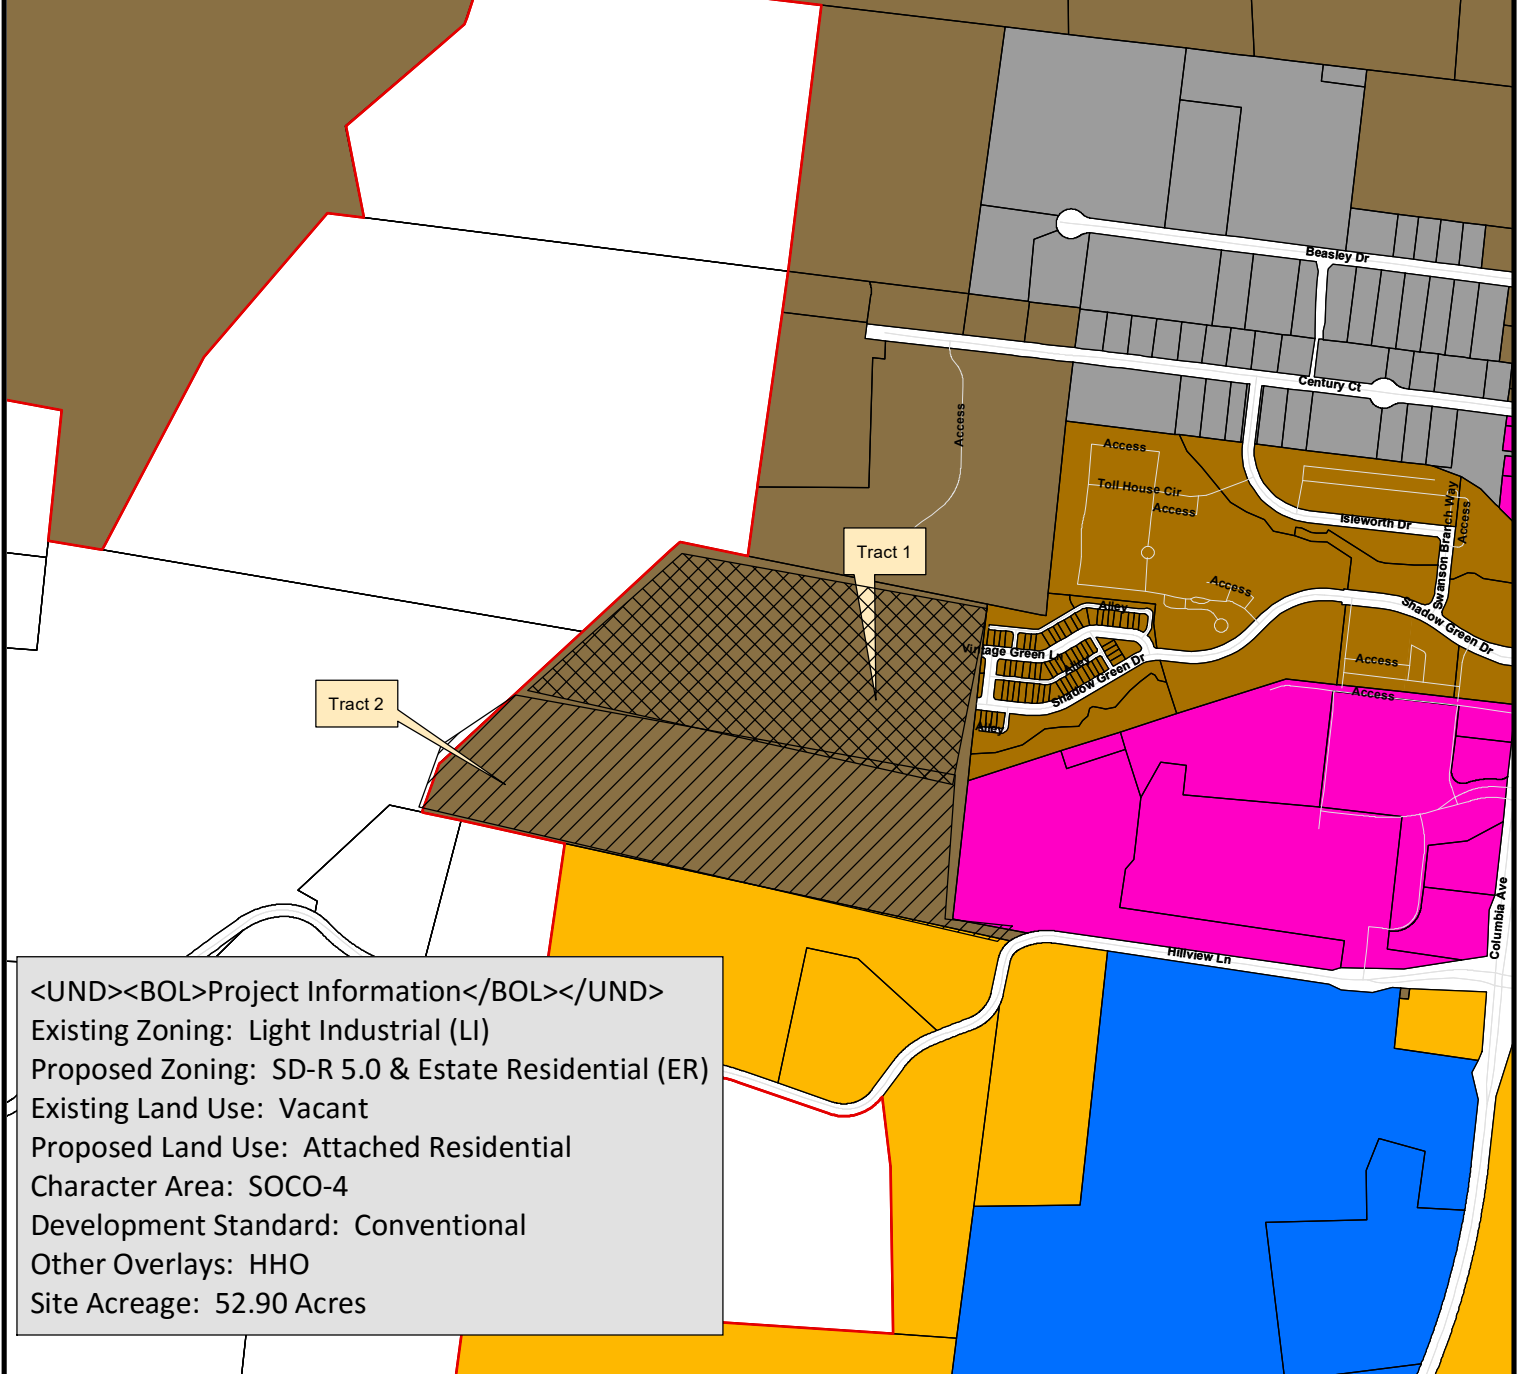 Beasley Dr
Century Ct
Access
Access
Toll House Cir
Access
Isleworth Dr
Swanson Branch Way
Access
Tract 1
Access
Alley
Shadow Green Dr
Vintage Green Ln
Alley
Access
Shadow Green Dr
Access
Tract 2
Alley
Columbia Ave
Hillview Ln
<UND><BOL>Project Information</BOL></UND>
Existing Zoning: Light Industrial (LI)
Proposed Zoning: SD-R 5.0 & Estate Residential (ER)
Existing Land Use: Vacant
Proposed Land Use: Attached Residential
Character Area: SOCO-4
Development Standard: Conventional
Other Overlays: HHO
Site Acreage: 52.90 Acres